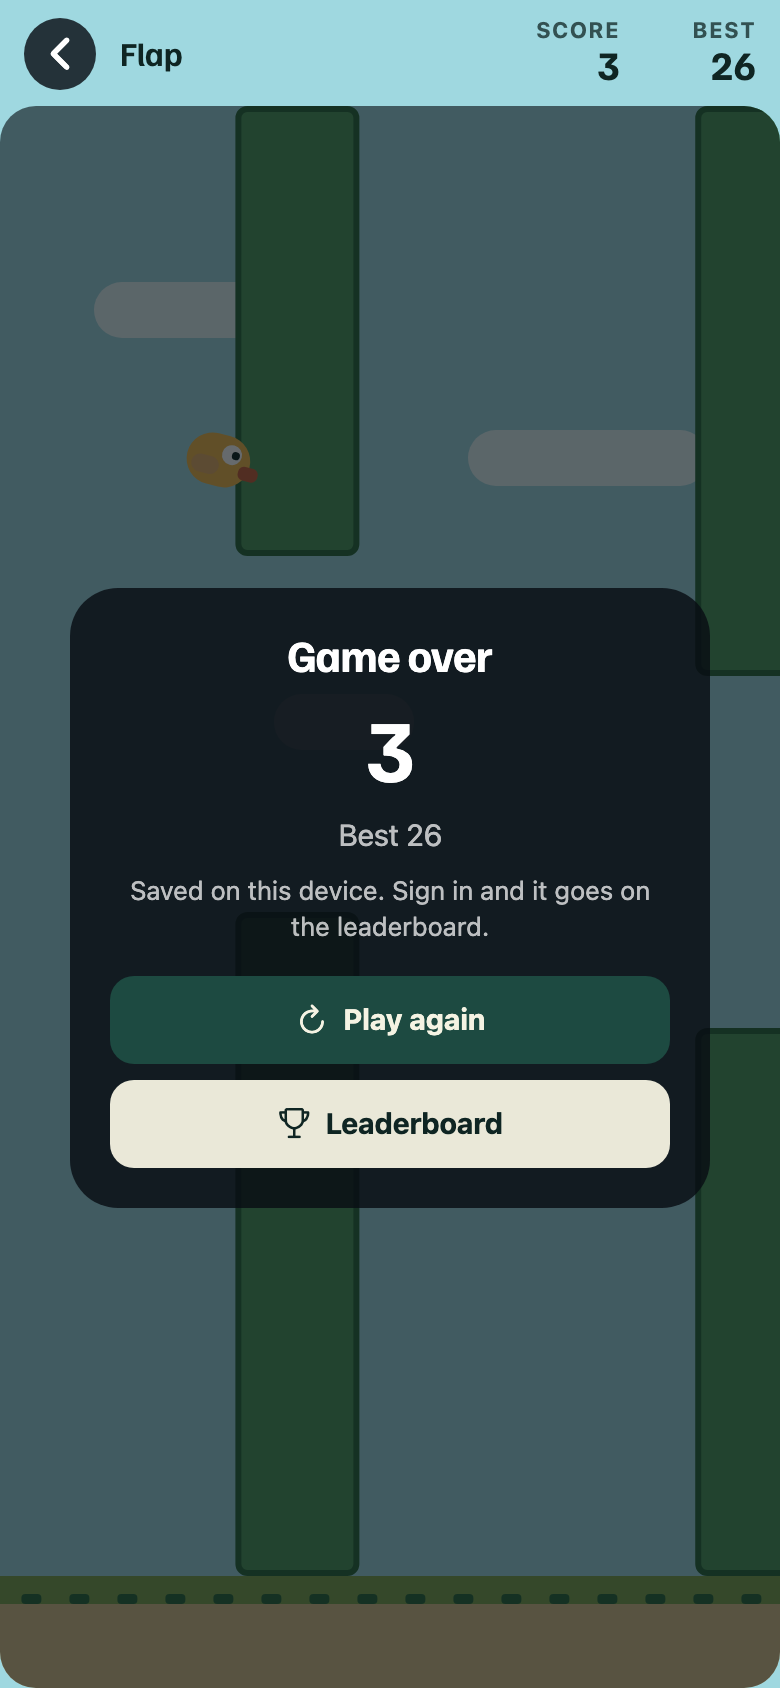 Flap
SCORE
3
BEST
26
Game over
3
Best 26
Saved on this device. Sign in and it goes on
the leaderboard.
Play again
Leaderboard